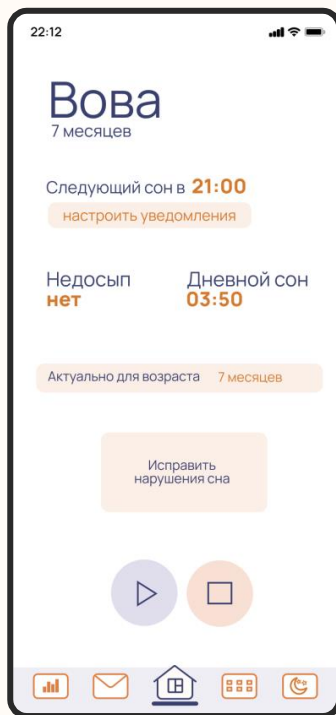 22:12
Вова
7 месяцев
Следующий сон в 21:00
настроить уведомления
Недосып
нет
Дневной сон
03:50
Актуально для возраста 7 месяцев
Исправить
нарушения сна